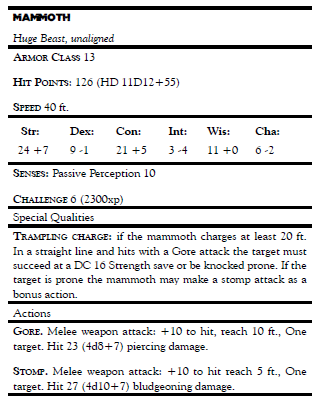 MAMMOTH
Huge Beast, unaligned
ARMOR CLASS 13
HIT POINTS: 126 (HD 11D12+55)
SPEED 40 ft.
Str: Dex: Con: Int: Wis: Cha:
24 +7 9 -1 21 +5 3 -4 11 +0 6 -2
SENSES: Passive Perception 10
CHALLENGE 6 (2300xp)
Special Qualities
TRAMPLING CHARGE: if the mammoth charges at least 20 ft.
In a straight line and hits with a Gore attack the target must
succeed at a DC 16 Strength save or be knocked prone. If the
target is prone the mammoth may make a stomp attack as a
bonus action.
Actions
GORE. Melee weapon attack: +10 to hit, reach 10 ft., One
target. Hit 23 (4d8+7) piercing damage.
STOMP. Melee weapon attack: +10 to hit reach 5 ft., One
target. Hit 27 (4d10+7) bludgeoning damage.